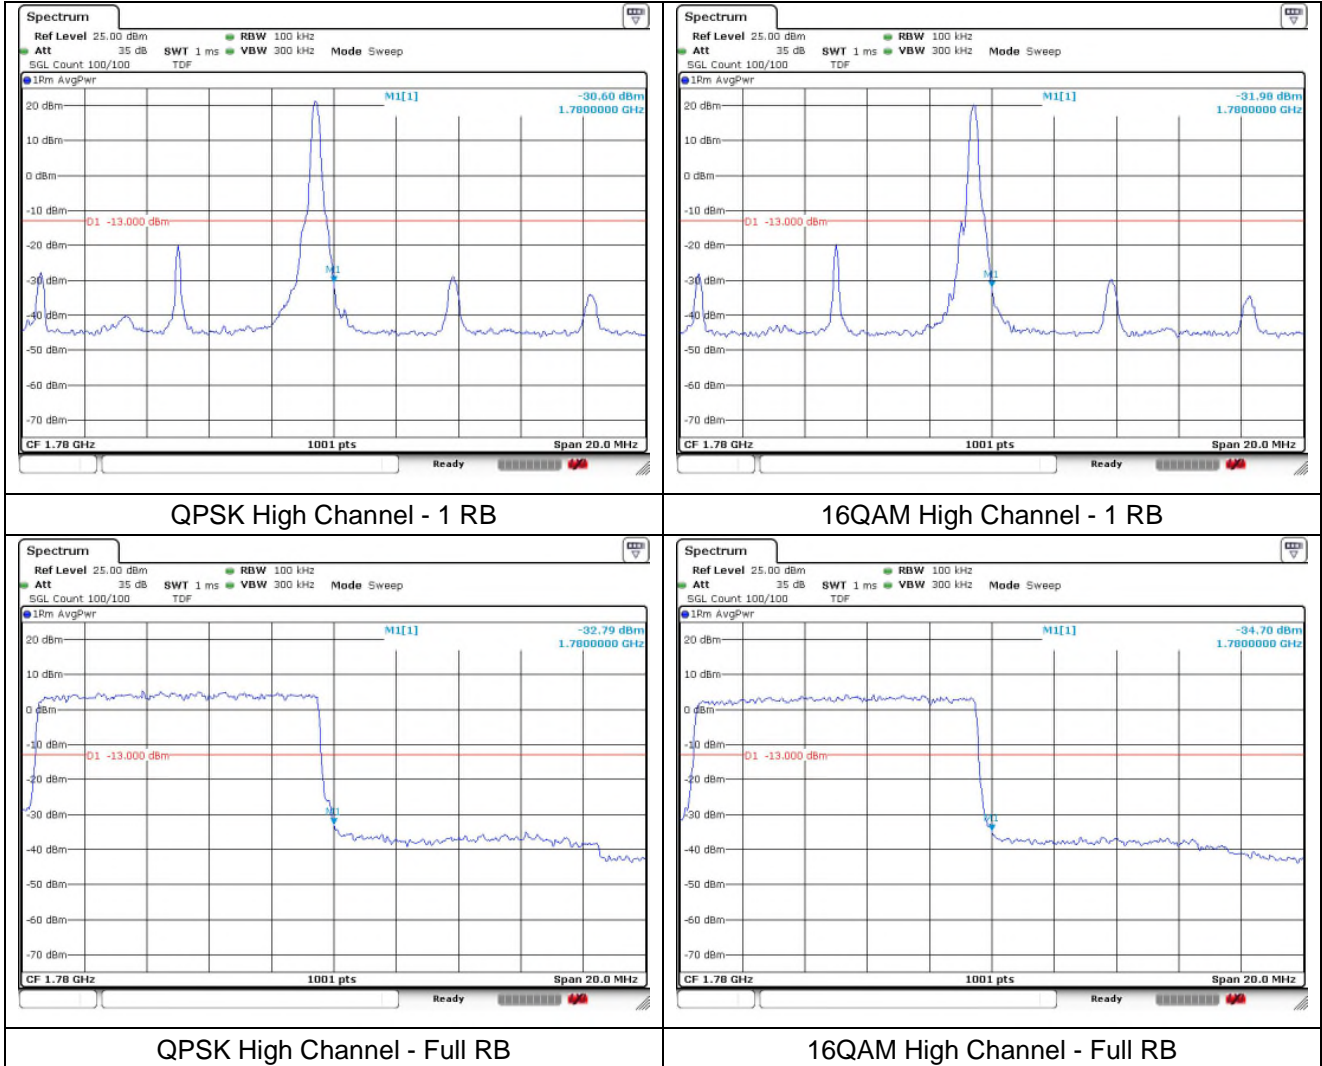 Spectrum
Ref Level 25.00 dBm RBW 100 kHz
Att 35 dB SWT 1 ms VBW 300 kHz Mode Sweep
SGL Count 100/100 TDF
1Rm AvgPwr
M1[1] -30.60 dBm
1.7800000 GHz
20 dBm
10 dBm
0 dBm
-10 dBm
D1 -13.000 dBm
-20 dBm
M1
-30 dBm
-40 dBm
-50 dBm
-60 dBm
-70 dBm
CF 1.78 GHz 1001 pts Span 20.0 MHz
Ready
QPSK High Channel - 1 RB
Spectrum
Ref Level 25.00 dBm RBW 100 kHz
Att 35 dB SWT 1 ms VBW 300 kHz Mode Sweep
SGL Count 100/100 TDF
1Rm AvgPwr
M1[1] -31.98 dBm
1.7800000 GHz
20 dBm
10 dBm
0 dBm
-10 dBm
D1 -13.000 dBm
-20 dBm
M1
-30 dBm
-40 dBm
-50 dBm
-60 dBm
-70 dBm
CF 1.78 GHz 1001 pts Span 20.0 MHz
Ready
16QAM High Channel - 1 RB
Spectrum
Ref Level 25.00 dBm RBW 100 kHz
Att 35 dB SWT 1 ms VBW 300 kHz Mode Sweep
SGL Count 100/100 TDF
1Rm AvgPwr
M1[1] -32.79 dBm
1.7800000 GHz
20 dBm
10 dBm
0 dBm
-10 dBm
D1 -13.000 dBm
-20 dBm
M1
-30 dBm
-40 dBm
-50 dBm
-60 dBm
-70 dBm
CF 1.78 GHz 1001 pts Span 20.0 MHz
Ready
QPSK High Channel - Full RB
Spectrum
Ref Level 25.00 dBm RBW 100 kHz
Att 35 dB SWT 1 ms VBW 300 kHz Mode Sweep
SGL Count 100/100 TDF
1Rm AvgPwr
M1[1] -34.70 dBm
1.7800000 GHz
20 dBm
10 dBm
0 dBm
-10 dBm
D1 -13.000 dBm
-20 dBm
-30 dBm
M1
-40 dBm
-50 dBm
-60 dBm
-70 dBm
CF 1.78 GHz 1001 pts Span 20.0 MHz
Ready
16QAM High Channel - Full RB